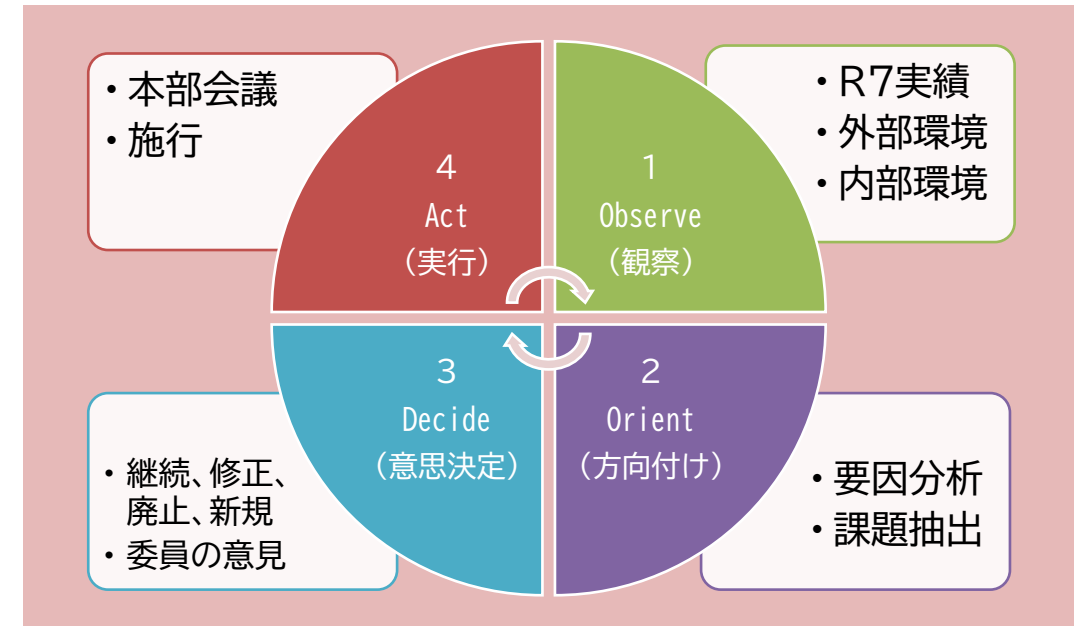 ・本部会議
・施行
4
Act
（実行）
1
Observe
（観察）
・R7実績
・外部環境
・内部環境
3
Decide
（意思決定）
・継続、修正、
廃止、新規
・委員の意見
2
Orient
（方向付け）
・要因分析
・課題抽出